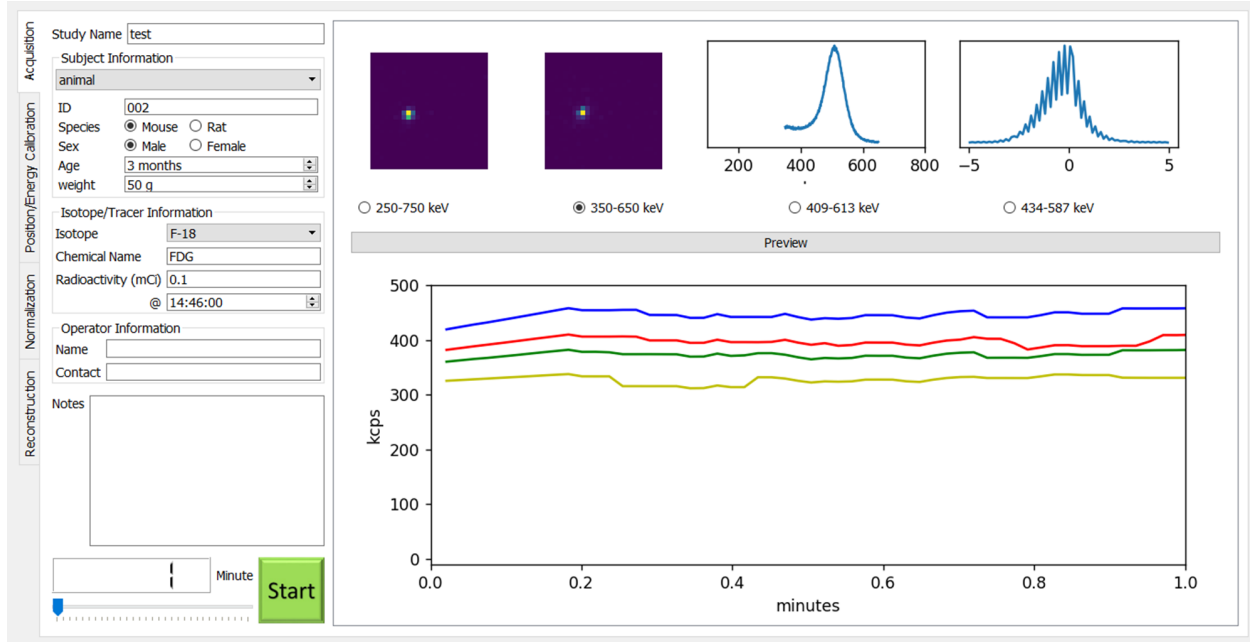 Acquisition
Position/Energy Calibration
Normalization
Reconstruction
Study Name test
Subject Information
animal
ID 002
Species Mouse Rat
Sex Male Female
Age 3 months
weight 50 g
Isotope/Tracer Information
Isotope F-18
Chemical Name FDG
Radioactivity (mCi) 0.1
@ 14:46:00
Operator Information
Name
Contact
Notes
1 Minute
Start
200 400 600 800
−5 0 5
250-750 keV 350-650 keV 409-613 keV 434-587 keV
Preview
500
400
300
200
100
0
kcps
0.0 0.2 0.4 0.6 0.8 1.0
minutes